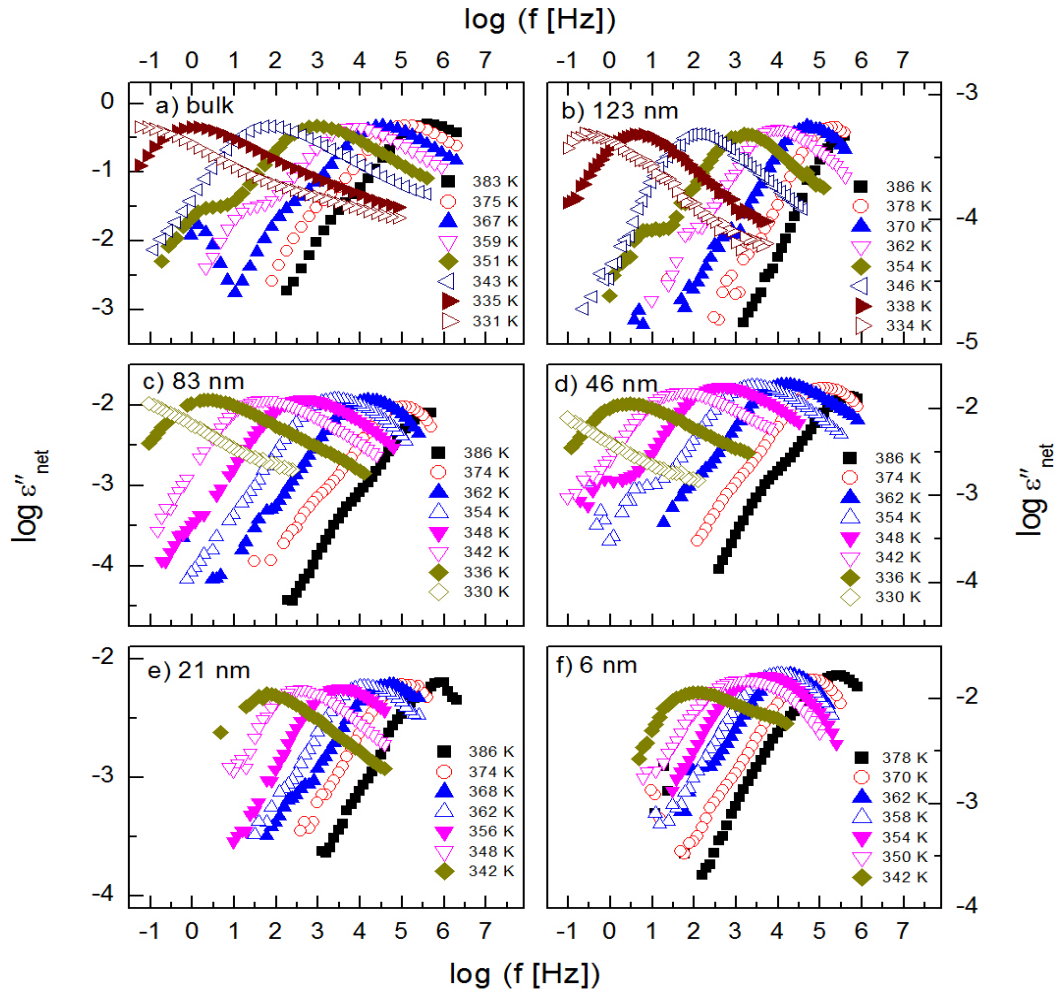 log (f [Hz])
-1 0 1 2 3 4 5 6 7 -1 0 1 2 3 4 5 6 7
a) bulk
0
-1
-2
-3
383 K
375 K
367 K
359 K
351 K
343 K
335 K
331 K
b) 123 nm
-3
-4
-5
386 K
378 K
370 K
362 K
354 K
346 K
338 K
334 K
c) 83 nm
-2
-3
-4
386 K
374 K
362 K
354 K
348 K
342 K
336 K
330 K
d) 46 nm
-2
-3
-4
386 K
374 K
362 K
354 K
348 K
342 K
336 K
330 K
log ε''net
log ε''net
e) 21 nm
-2
-3
-4
386 K
374 K
368 K
362 K
356 K
348 K
342 K
f) 6 nm
-2
-3
-4
378 K
370 K
362 K
358 K
354 K
350 K
342 K
-1 0 1 2 3 4 5 6 7 -1 0 1 2 3 4 5 6 7
log (f [Hz])